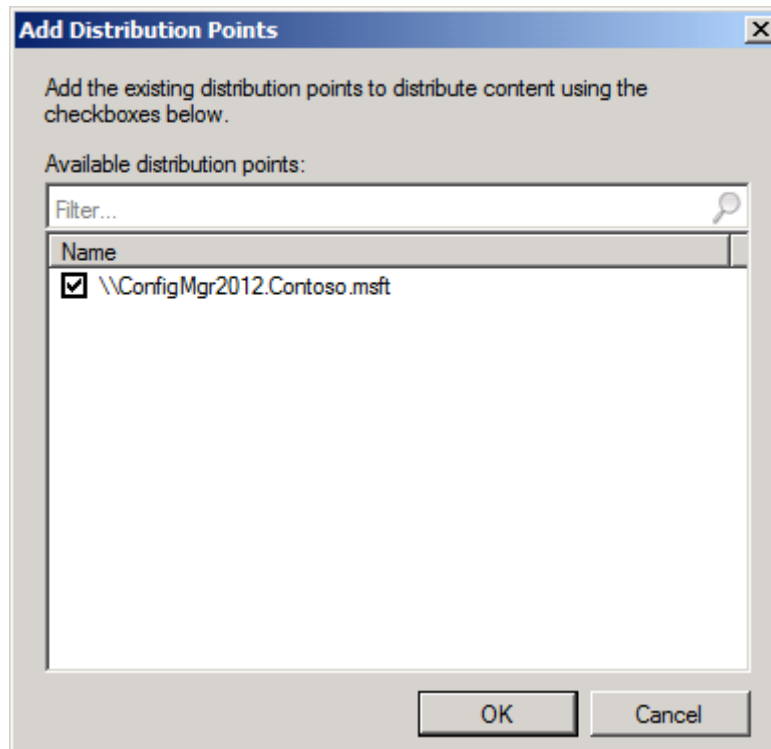 Add Distribution Points
Add the existing distribution points to distribute content using the
checkboxes below.
Available distribution points:
Filter...
Name
\\ConfigMgr2012.Contoso.msft
OK
Cancel